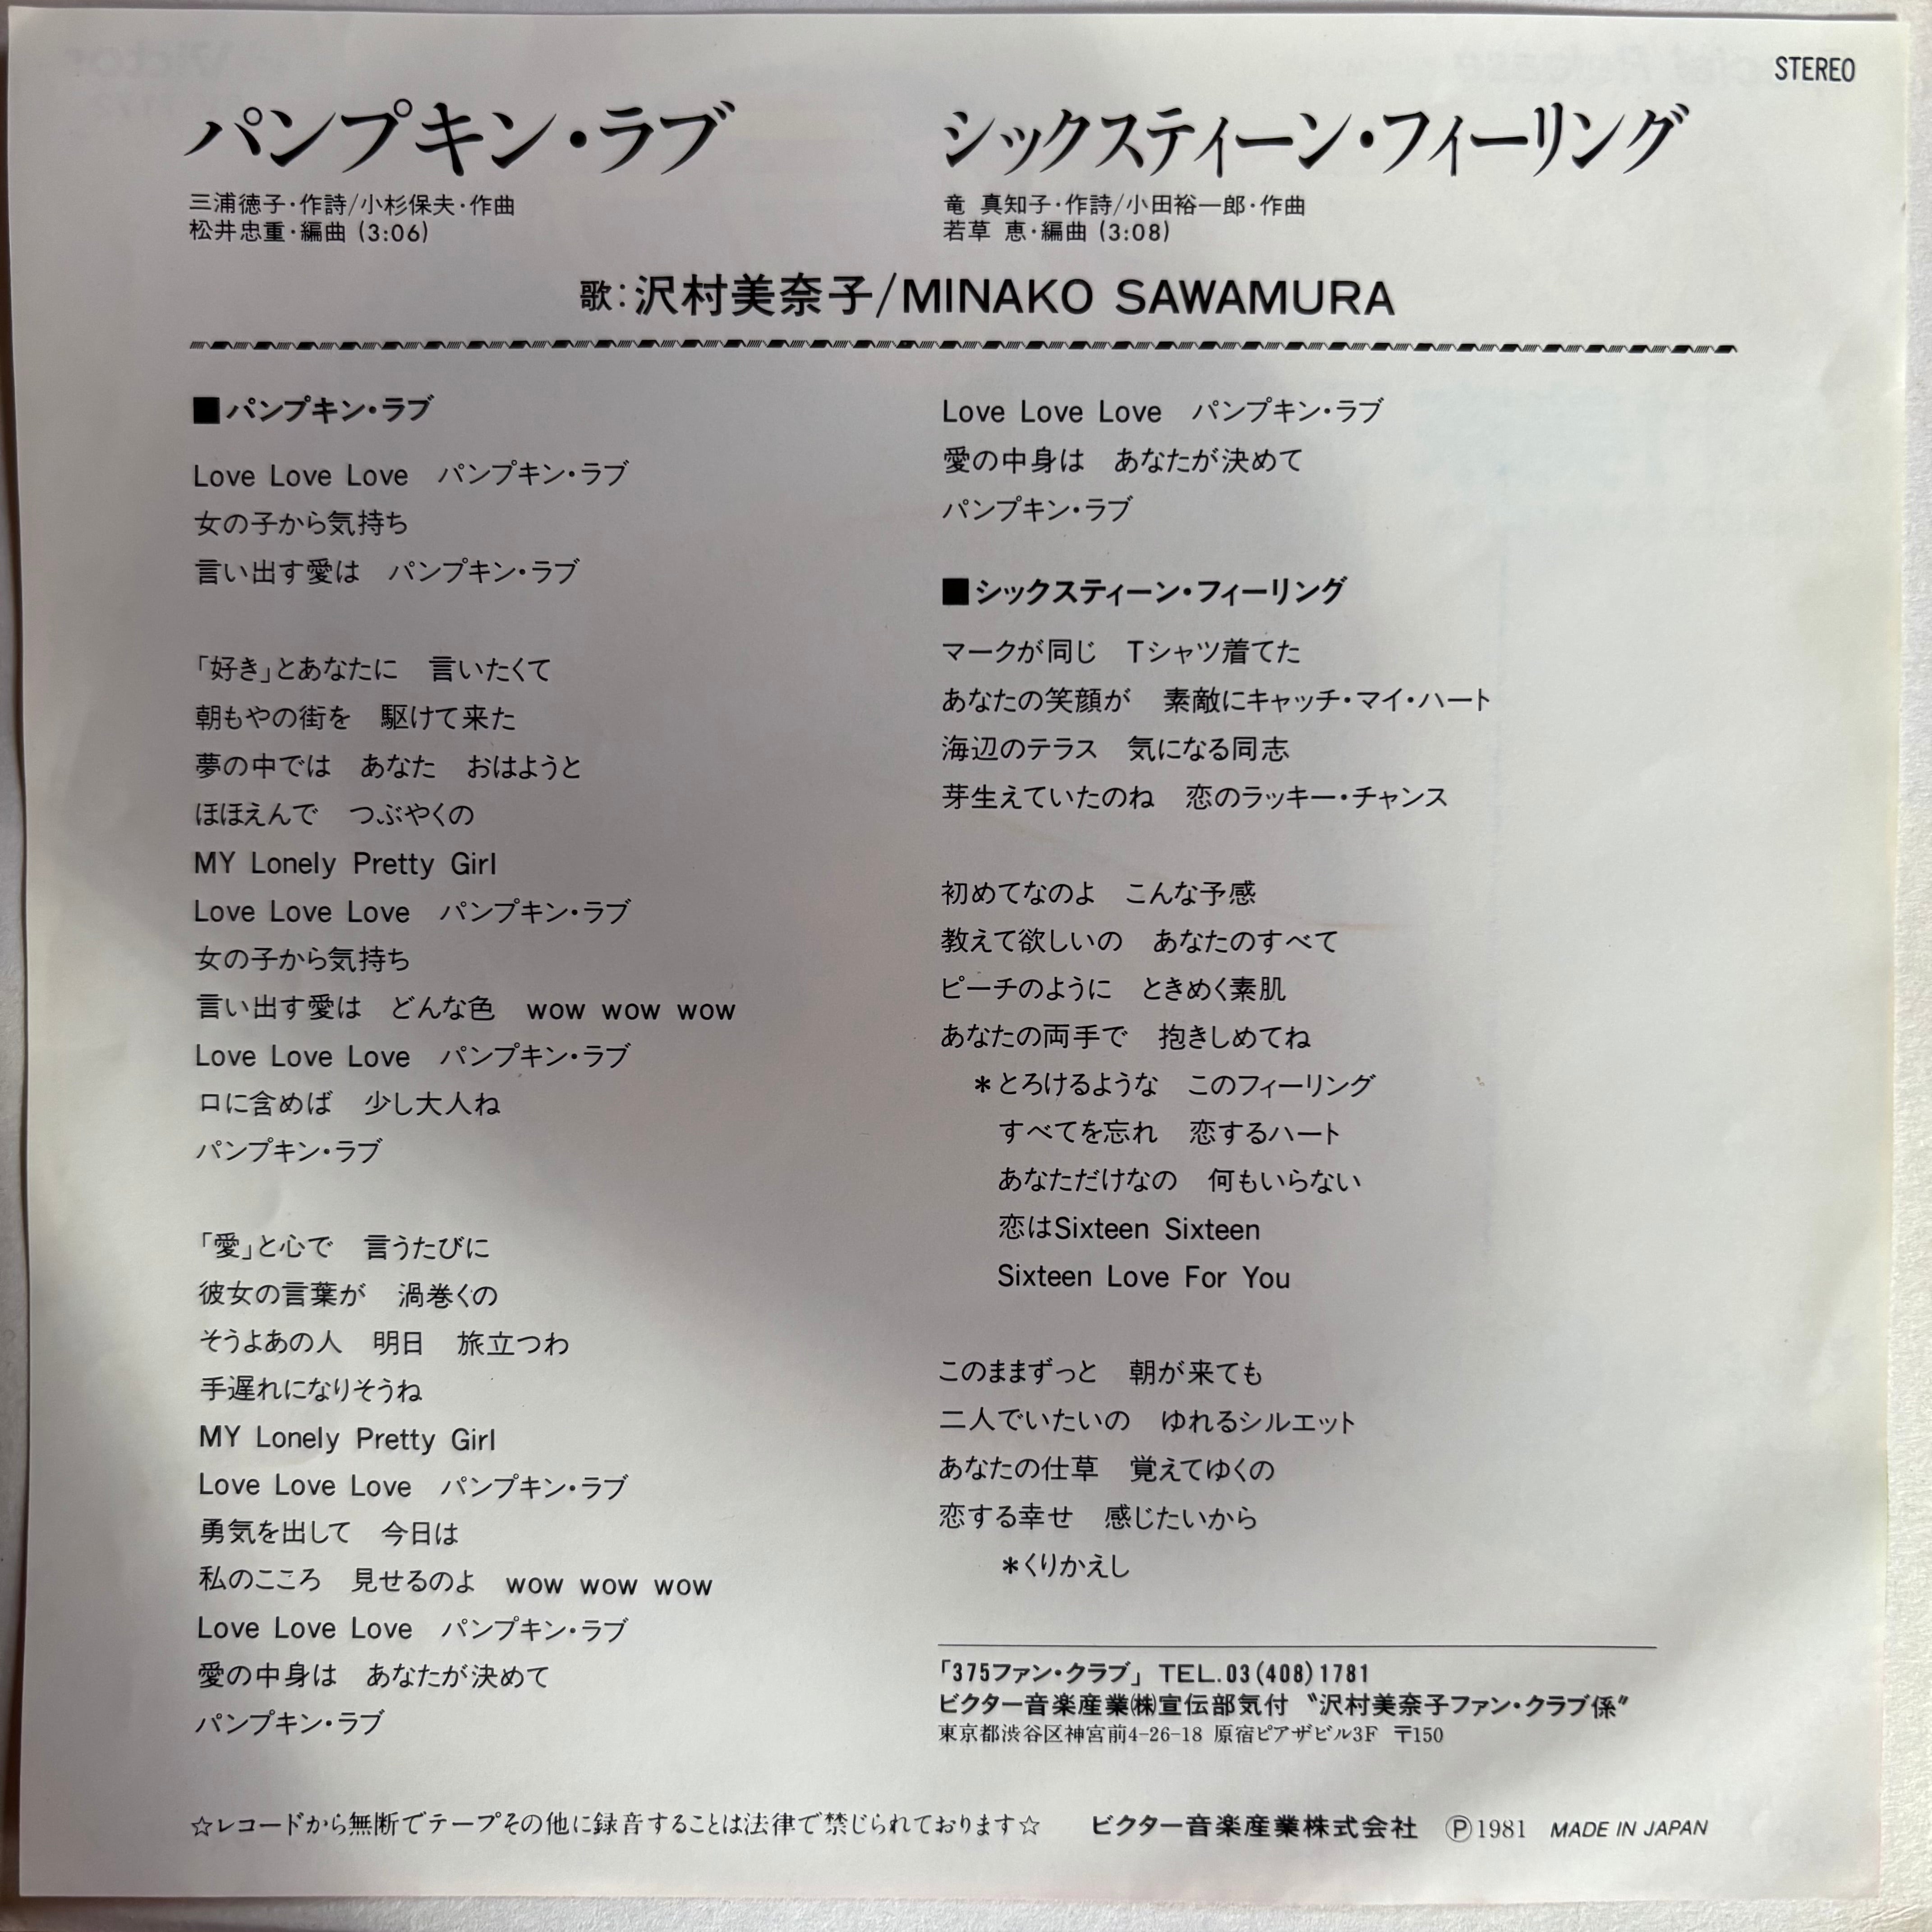 STEREO
パンプキン・ラブ
三浦徳子・作詩/小杉保夫・作曲
松井忠重・編曲 (3:06)
シックスティーン・フィーリング
竜 真知子・作詩/小田裕一郎・作曲
若草 恵・編曲 (3:08)
歌:沢村美奈子/MINAKO SAWAMURA
■パンプキン・ラブ
Love Love Love　パンプキン・ラブ
女の子から気持ち
言い出す愛は　パンプキン・ラブ
「好き」とあなたに　言いたくて
朝もやの街を　駆けて来た
夢の中では　あなた　おはようと
ほほえんで　つぶやくの
MY Lonely Pretty Girl
Love Love Love　パンプキン・ラブ
女の子から気持ち
言い出す愛は　どんな色　wow wow wow
Love Love Love　パンプキン・ラブ
口に含めば　少し大人ね
パンプキン・ラブ
「愛」と心で　言うたびに
彼女の言葉が　渦巻くの
そうよあの人　明日　旅立つわ
手遅れになりそうね
MY Lonely Pretty Girl
Love Love Love　パンプキン・ラブ
勇気を出して　今日は
私のこころ　見せるのよ　wow wow wow
Love Love Love　パンプキン・ラブ
愛の中身は　あなたが決めて
パンプキン・ラブ
Love Love Love　パンプキン・ラブ
愛の中身は　あなたが決めて
パンプキン・ラブ
■シックスティーン・フィーリング
マークが同じ　Tシャツ着てた
あなたの笑顔が　素敵にキャッチ・マイ・ハート
海辺のテラス　気になる同志
芽生えていたのね　恋のラッキー・チャンス
初めてなのよ　こんな予感
教えて欲しいの　あなたのすべて
ピーチのように　ときめく素肌
あなたの両手で　抱きしめてね
＊とろけるような　このフィーリング
すべてを忘れ　恋するハート
あなただけなの　何もいらない
恋はSixteen Sixteen
Sixteen Love For You
このままずっと　朝が来ても
二人でいたいの　ゆれるシルエット
あなたの仕草　覚えてゆくの
恋する幸せ　感じたいから
＊くりかえし
「375ファン・クラブ」 TEL.03(408)1781
ビクター音楽産業㈱宣伝部気付 〝沢村美奈子ファン・クラブ係〞
東京都渋谷区神宮前4-26-18 原宿ピアザビル3F 〒150
☆レコードから無断でテープその他に録音することは法律で禁じられております☆
ビクター音楽産業株式会社 Ⓟ1981 MADE IN JAPAN